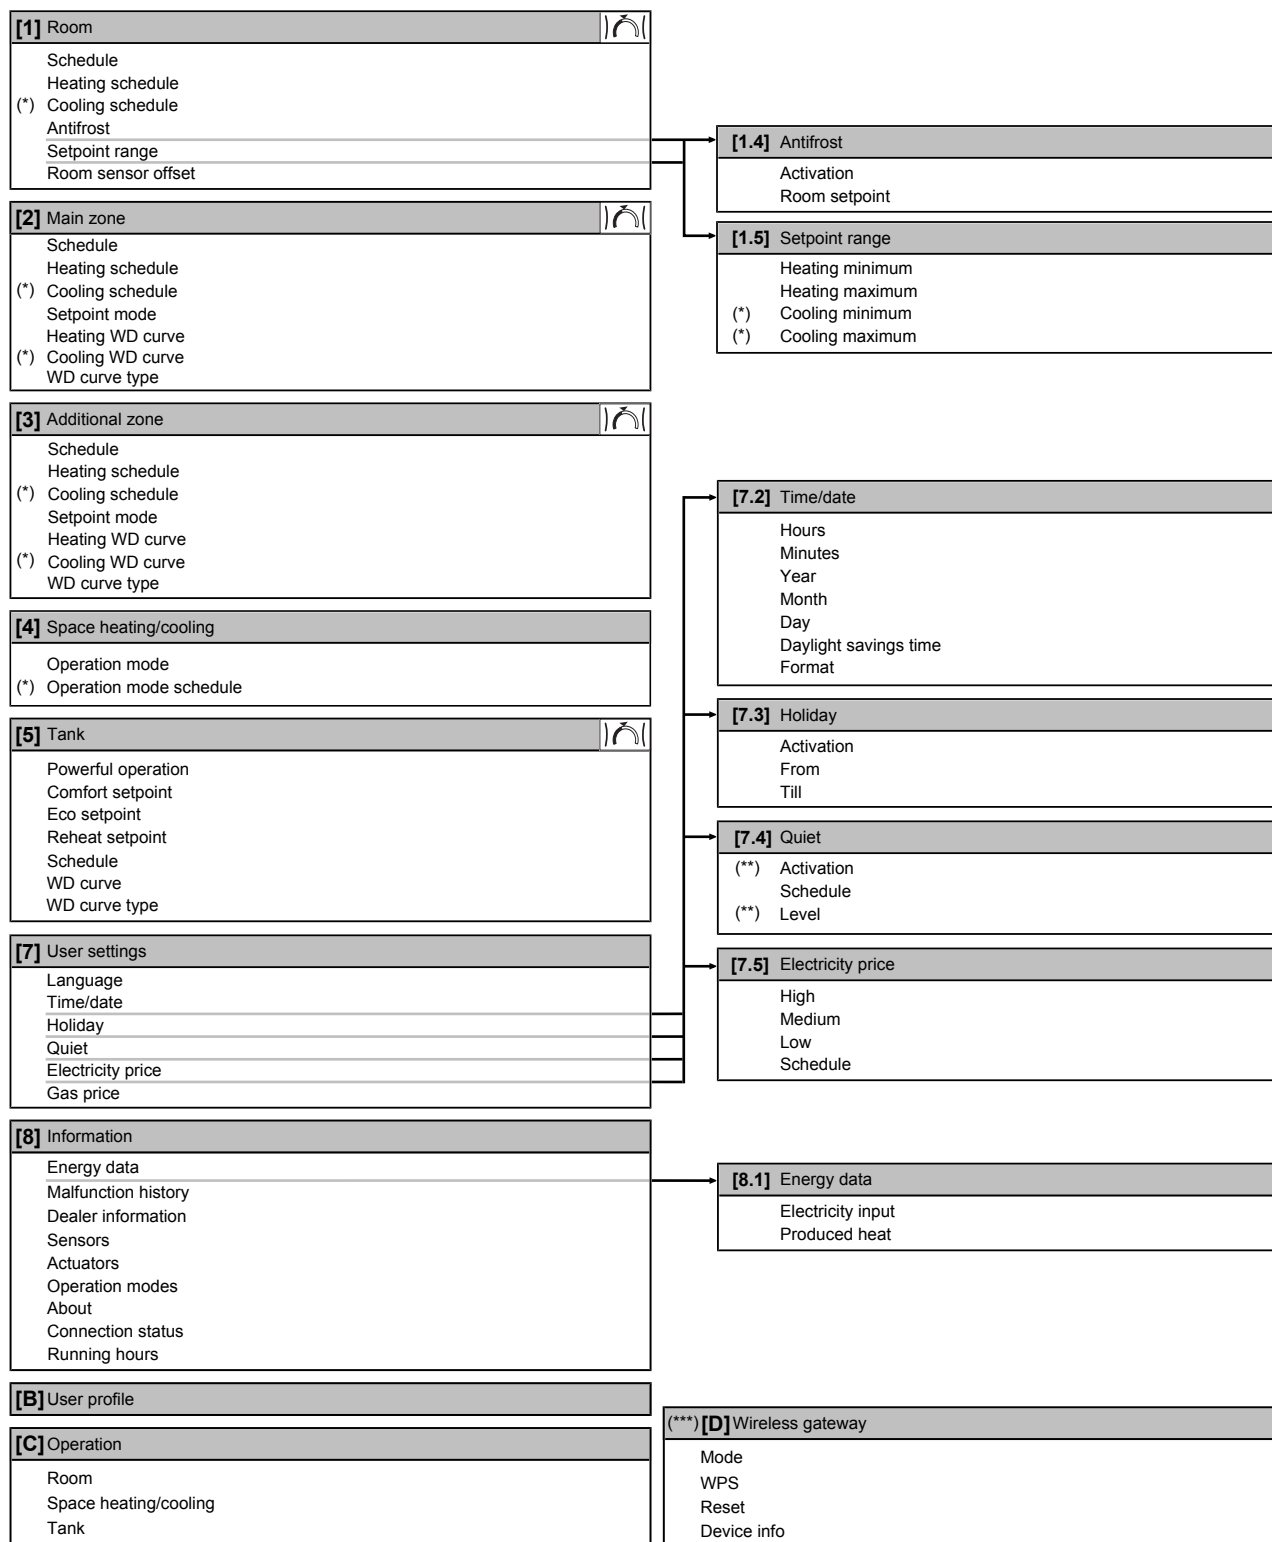 [1] Room
Schedule
Heating schedule
(*) Cooling schedule
Antifrost
Setpoint range
Room sensor offset
[1.4] Antifrost
Activation
Room setpoint
[1.5] Setpoint range
Heating minimum
Heating maximum
(*) Cooling minimum
(*) Cooling maximum
[2] Main zone
Schedule
Heating schedule
(*) Cooling schedule
Setpoint mode
Heating WD curve
(*) Cooling WD curve
WD curve type
[3] Additional zone
Schedule
Heating schedule
(*) Cooling schedule
Setpoint mode
Heating WD curve
(*) Cooling WD curve
WD curve type
[4] Space heating/cooling
Operation mode
(*) Operation mode schedule
[5] Tank
Powerful operation
Comfort setpoint
Eco setpoint
Reheat setpoint
Schedule
WD curve
WD curve type
[7] User settings
Language
Time/date
Holiday
Quiet
Electricity price
Gas price
[7.2] Time/date
Hours
Minutes
Year
Month
Day
Daylight savings time
Format
[7.3] Holiday
Activation
From
Till
[7.4] Quiet
(**) Activation
Schedule
(**) Level
[7.5] Electricity price
High
Medium
Low
Schedule
[8] Information
Energy data
Malfunction history
Dealer information
Sensors
Actuators
Operation modes
About
Connection status
Running hours
[8.1] Energy data
Electricity input
Produced heat
[B] User profile
[C] Operation
Room
Space heating/cooling
Tank
(***) [D] Wireless gateway
Mode
WPS
Reset
Device info